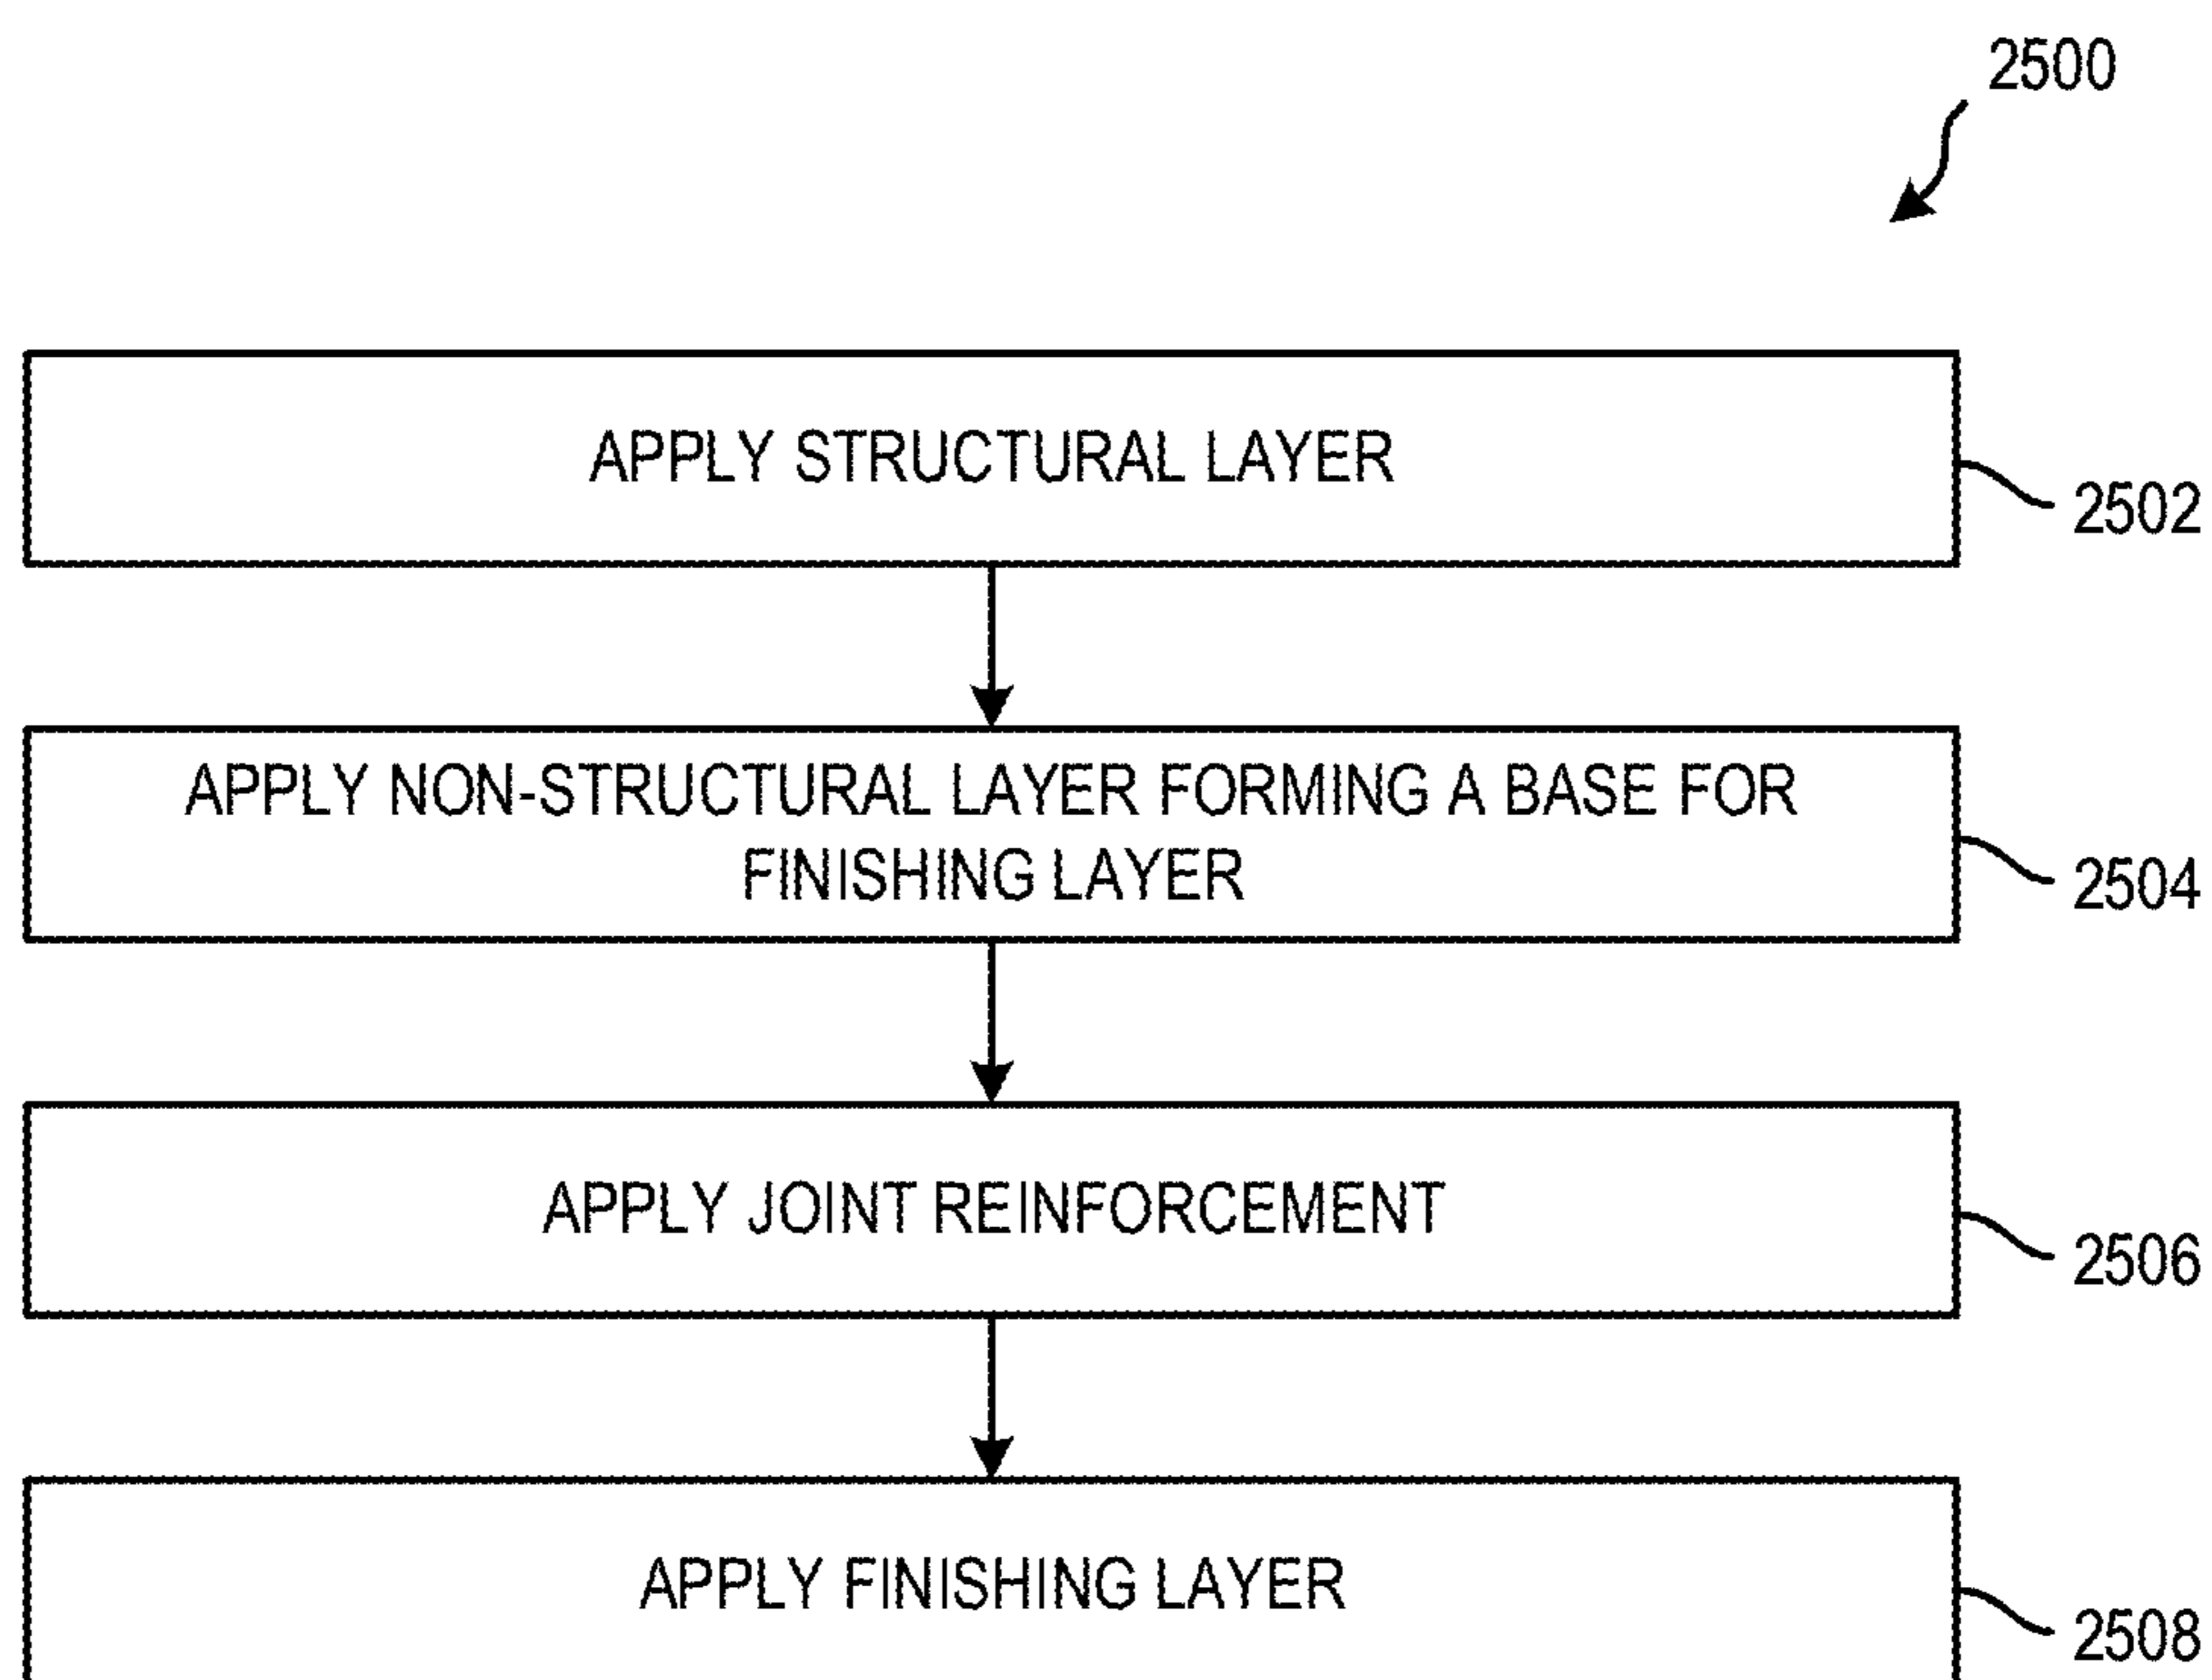 2500
APPLY STRUCTURAL LAYER
2502
APPLY NON-STRUCTURAL LAYER FORMING A BASE FOR
FINISHING LAYER
2504
APPLY JOINT REINFORCEMENT
2506
APPLY FINISHING LAYER
2508